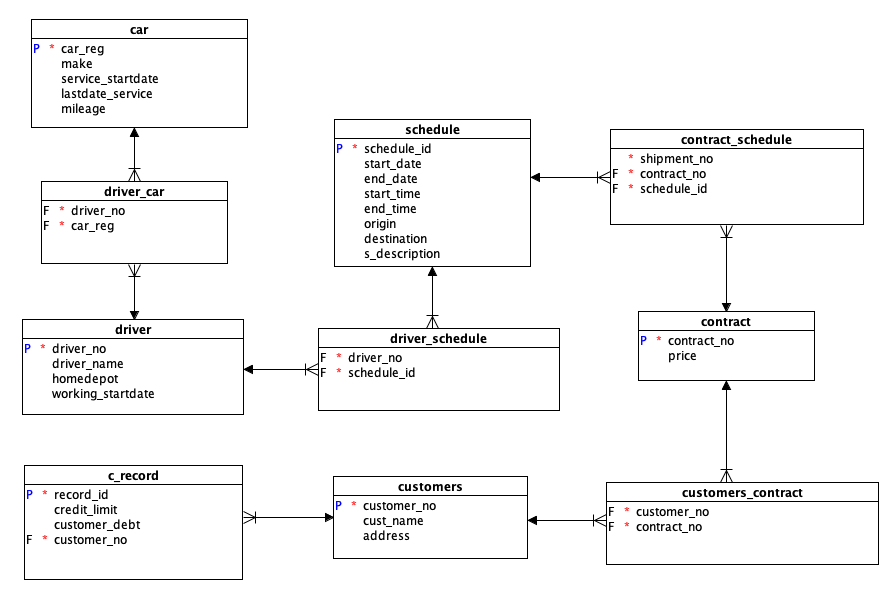 car
P * car_reg
make
service_startdate
lastdate_service
mileage
driver_car
F * driver_no
F * car_reg
driver
P * driver_no
driver_name
homedepot
working_startdate
schedule
P * schedule_id
start_date
end_date
start_time
end_time
origin
destination
s_description
driver_schedule
F * driver_no
F * schedule_id
contract_schedule
* shipment_no
F * contract_no
F * schedule_id
contract
P * contract_no
price
c_record
P * record_id
credit_limit
customer_debt
F * customer_no
customers
P * customer_no
cust_name
address
customers_contract
F * customer_no
F * contract_no